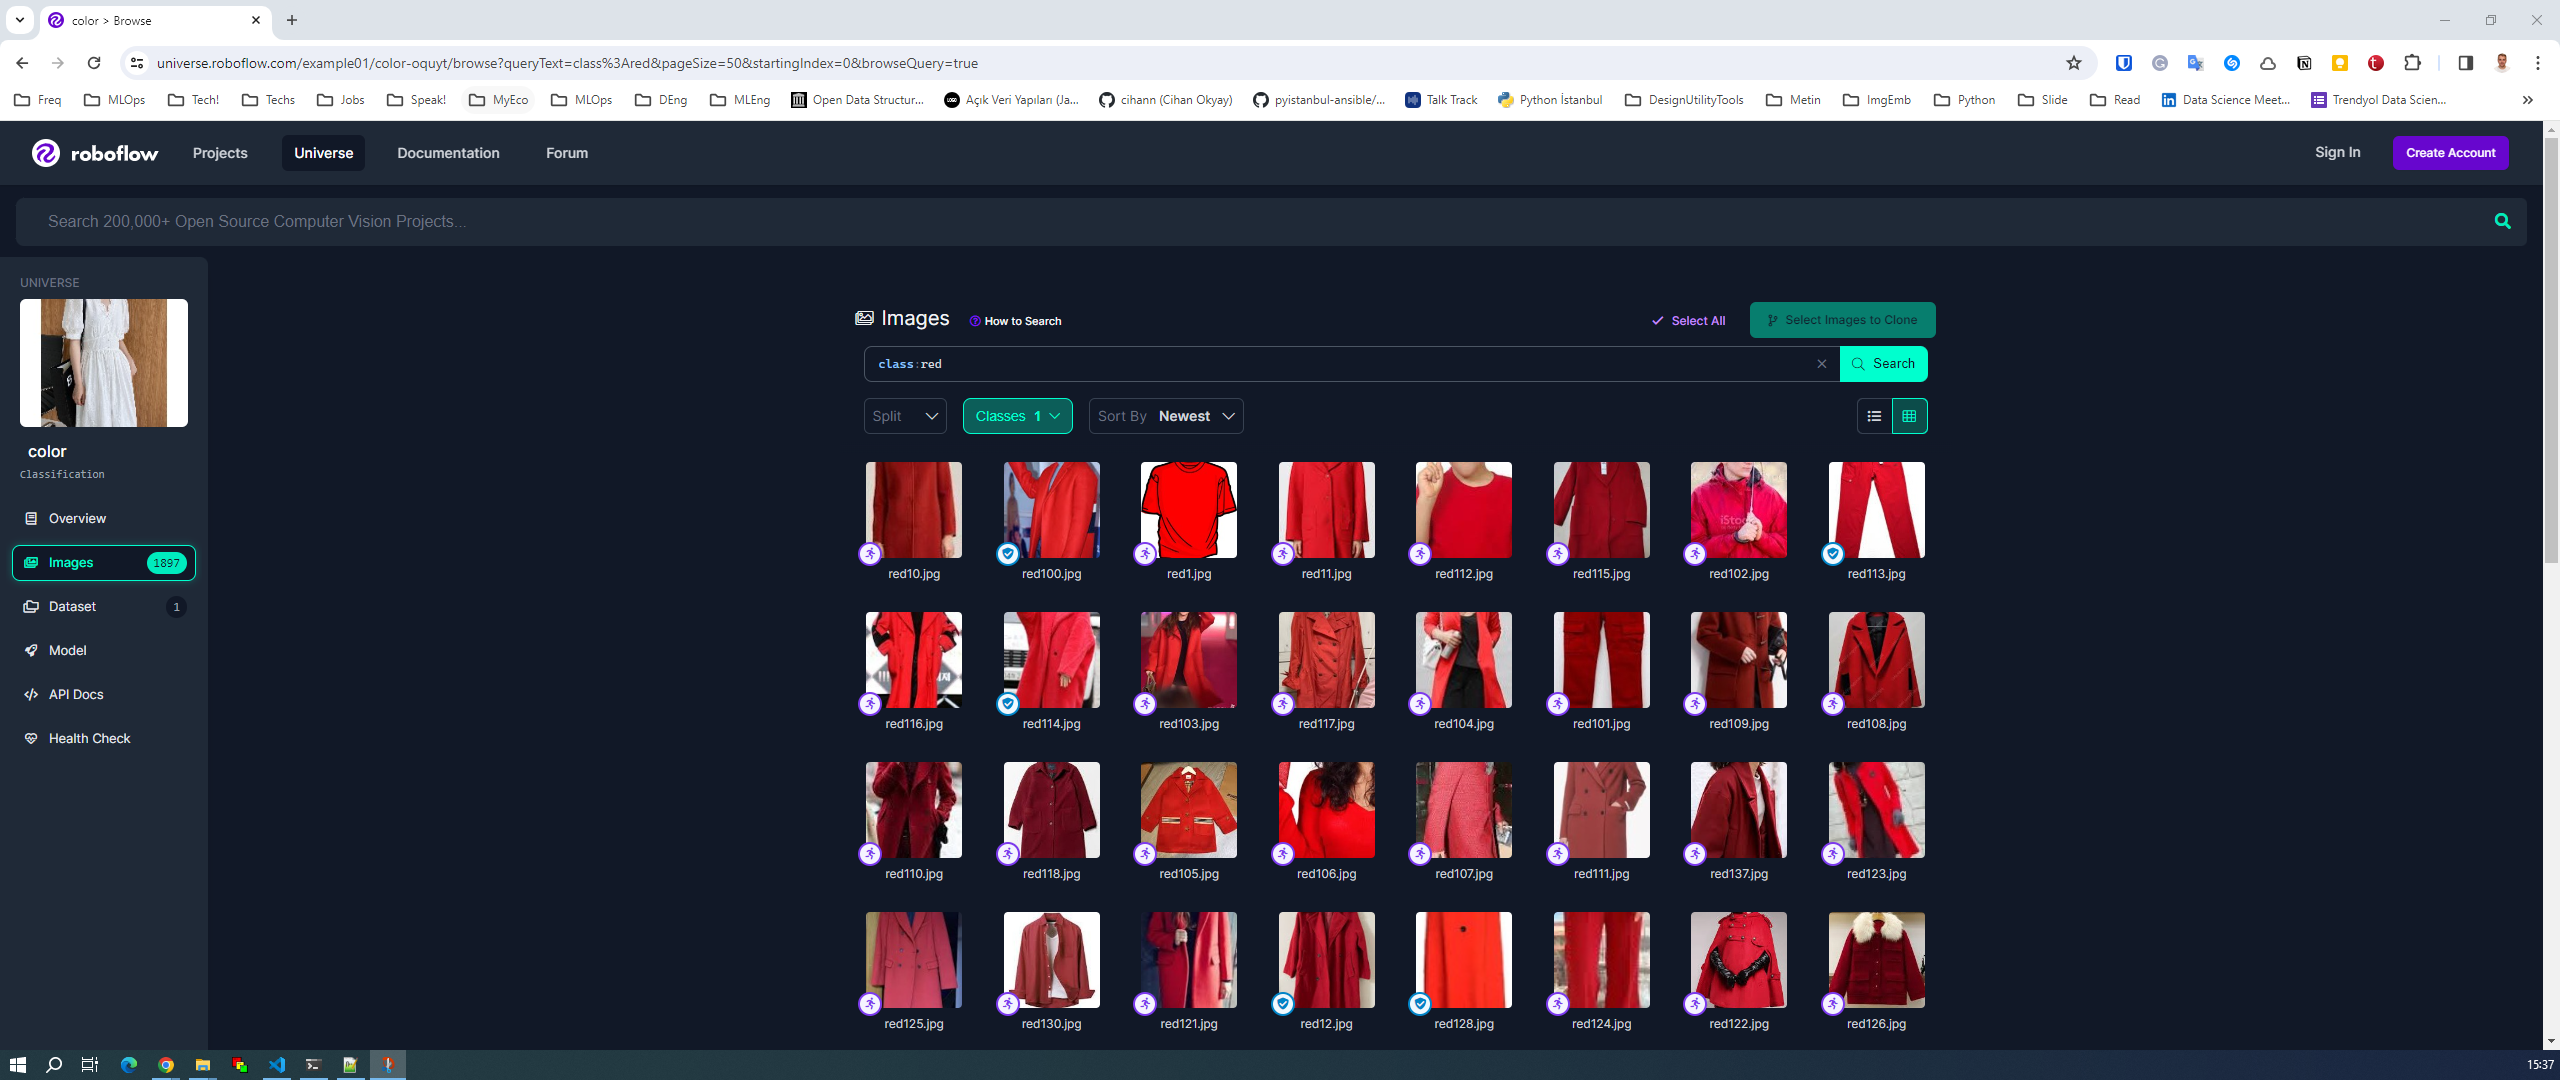 color > Browse
universe.roboflow.com/example01/color-oquyt/browse?queryText=class%3Ared&pageSize=50&startingIndex=0&browseQuery=true
Freq MLOps Tech! Techs Jobs Speak! MyEco MLOps DEng MLEng Open Data Structur... Açık Veri Yapıları (Ja... cihann (Cihan Okyay) pyistanbul-ansible/... Talk Track Python İstanbul DesignUtilityTools Metin ImgEmb Python Slide Read Data Science Meet... Trendyol Data Scien...
roboflow Projects Universe Documentation Forum Sign In Create Account
Search 200,000+ Open Source Computer Vision Projects...
UNIVERSE
color
Classification
Overview
Images 1897
Dataset 1
Model
API Docs
Health Check
Images How to Search Select All Select Images to Clone
class:red Search
Split Classes 1 Sort By Newest
red10.jpg red100.jpg red1.jpg red11.jpg red112.jpg red115.jpg red102.jpg red113.jpg
red116.jpg red114.jpg red103.jpg red117.jpg red104.jpg red101.jpg red109.jpg red108.jpg
red110.jpg red118.jpg red105.jpg red106.jpg red107.jpg red111.jpg red137.jpg red123.jpg
red125.jpg red130.jpg red121.jpg red12.jpg red128.jpg red124.jpg red122.jpg red126.jpg
15:37